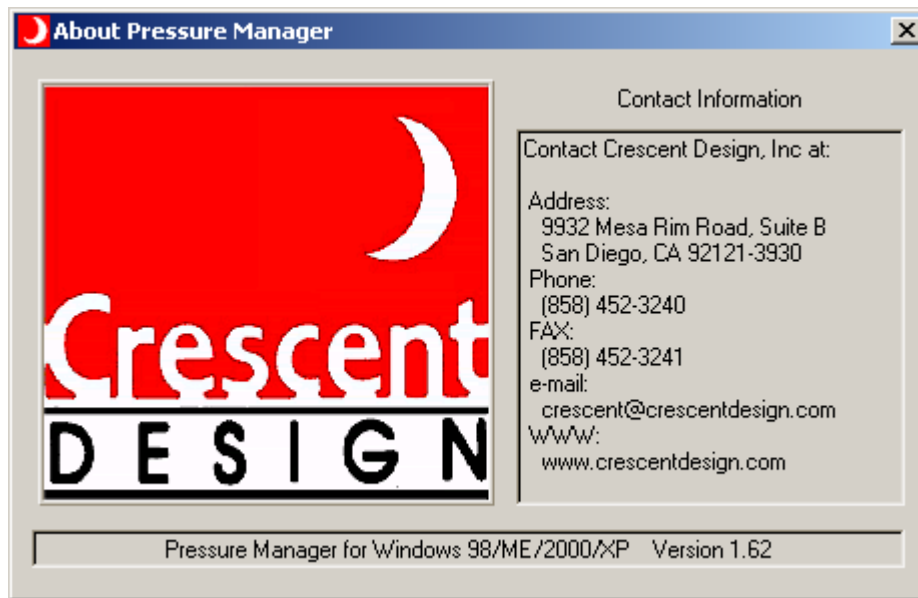 About Pressure Manager
Crescent
DESIGN
Contact Information
Contact Crescent Design, Inc at:
Address:
9932 Mesa Rim Road, Suite B
San Diego, CA 92121-3930
Phone:
(858) 452-3240
FAX:
(858) 452-3241
e-mail:
crescent@crescentdesign.com
WWW:
www.crescentdesign.com
Pressure Manager for Windows 98/ME/2000/XP Version 1.62